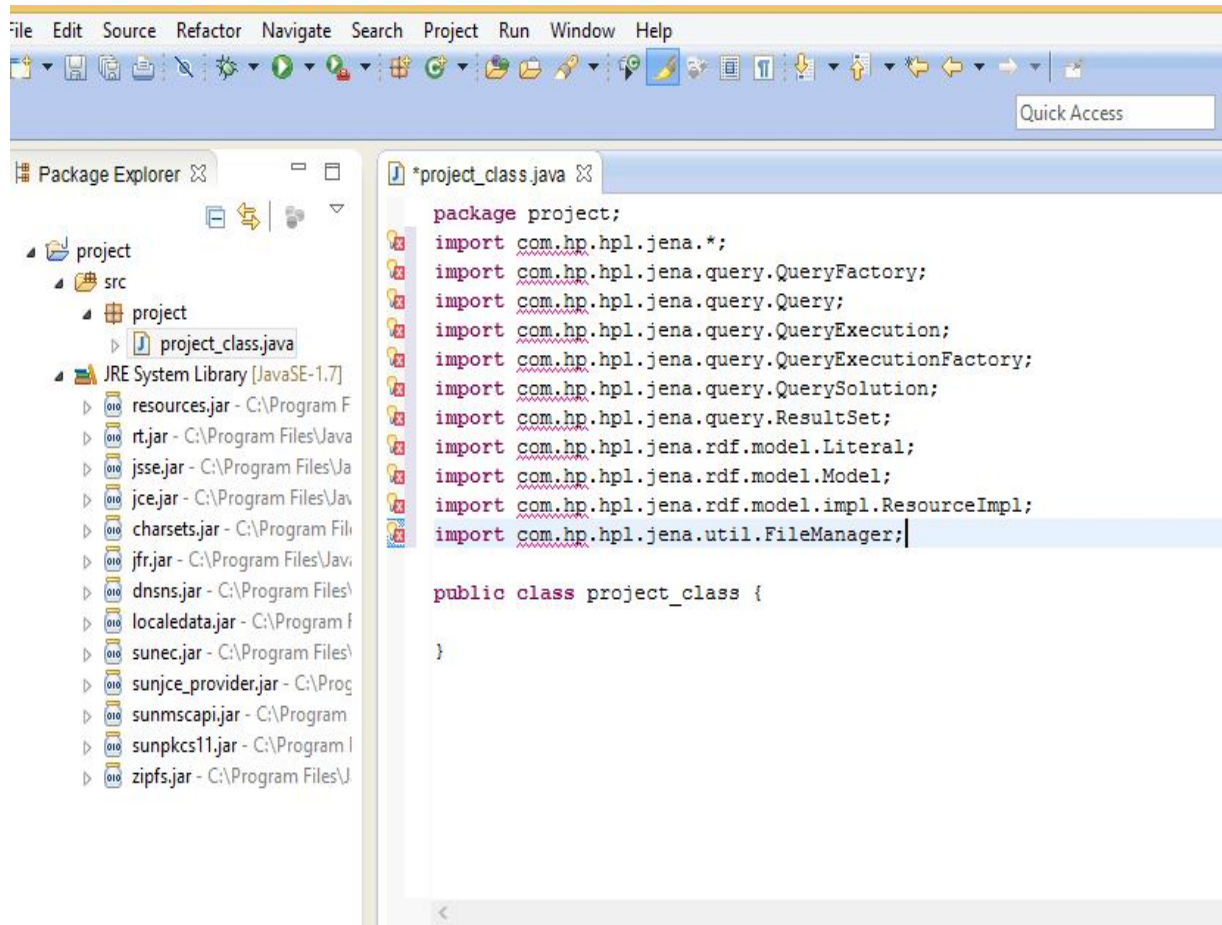 File Edit Source Refactor Navigate Search Project Run Window Help
Quick Access
Package Explorer
project
src
project
project_class.java
JRE System Library [JavaSE-1.7]
resources.jar - C:\Program F
rt.jar - C:\Program Files\Java
jsse.jar - C:\Program Files\Ja
jce.jar - C:\Program Files\Jav
charsets.jar - C:\Program File
jfr.jar - C:\Program Files\Java
dnsns.jar - C:\Program Files\
localedata.jar - C:\Program F
sunec.jar - C:\Program Files\
sunjce_provider.jar - C:\Prog
sunmscapi.jar - C:\Program
sunpkcs11.jar - C:\Program
zipfs.jar - C:\Program Files\J
*project_class.java
package project;
import com.hp.hpl.jena.*;
import com.hp.hpl.jena.query.QueryFactory;
import com.hp.hpl.jena.query.Query;
import com.hp.hpl.jena.query.QueryExecution;
import com.hp.hpl.jena.query.QueryExecutionFactory;
import com.hp.hpl.jena.query.QuerySolution;
import com.hp.hpl.jena.query.ResultSet;
import com.hp.hpl.jena.rdf.model.Literal;
import com.hp.hpl.jena.rdf.model.Model;
import com.hp.hpl.jena.rdf.model.impl.ResourceImpl;
import com.hp.hpl.jena.util.FileManager;
public class project_class {
}